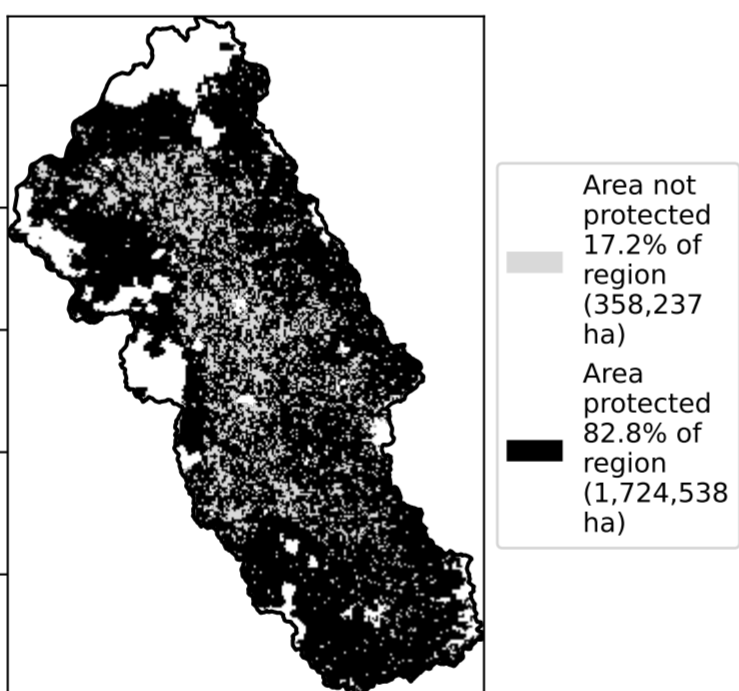 Area not
protected
17.2% of
region
(358,237
ha)
Area
protected
82.8% of
region
(1,724,538
ha)